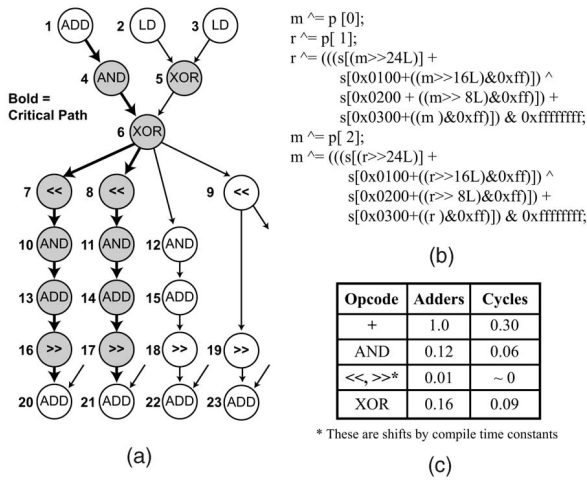 1 ADD
2 LD
3 LD
4 AND
5 XOR
Bold =
Critical Path
6 XOR
7 <<
8 <<
9 <<
10 AND
11 AND
12 AND
13 ADD
14 ADD
15 ADD
16 >>
17 >>
18 >>
19 >>
20 ADD
21 ADD
22 ADD
23 ADD
(a)
m ^= p [0];
r ^= p[ 1];
r ^= (((s[(m>>24L)] +
s[0x0100+((m>>16L)&0xff)]) ^
s[0x0200 + ((m>> 8L)&0xff)]) +
s[0x0300+((m )&0xff)]) & 0xffffffff;
m ^= p[ 2];
m ^= (((s[(r>>24L)] +
s[0x0100+((r>>16L)&0xff)]) ^
s[0x0200+((r>> 8L)&0xff)]) +
s[0x0300+((r )&0xff)]) & 0xffffffff;
(b)
Opcode Adders Cycles
+ 1.0 0.30
AND 0.12 0.06
<<, >>* 0.01 ~ 0
XOR 0.16 0.09
* These are shifts by compile time constants
(c)